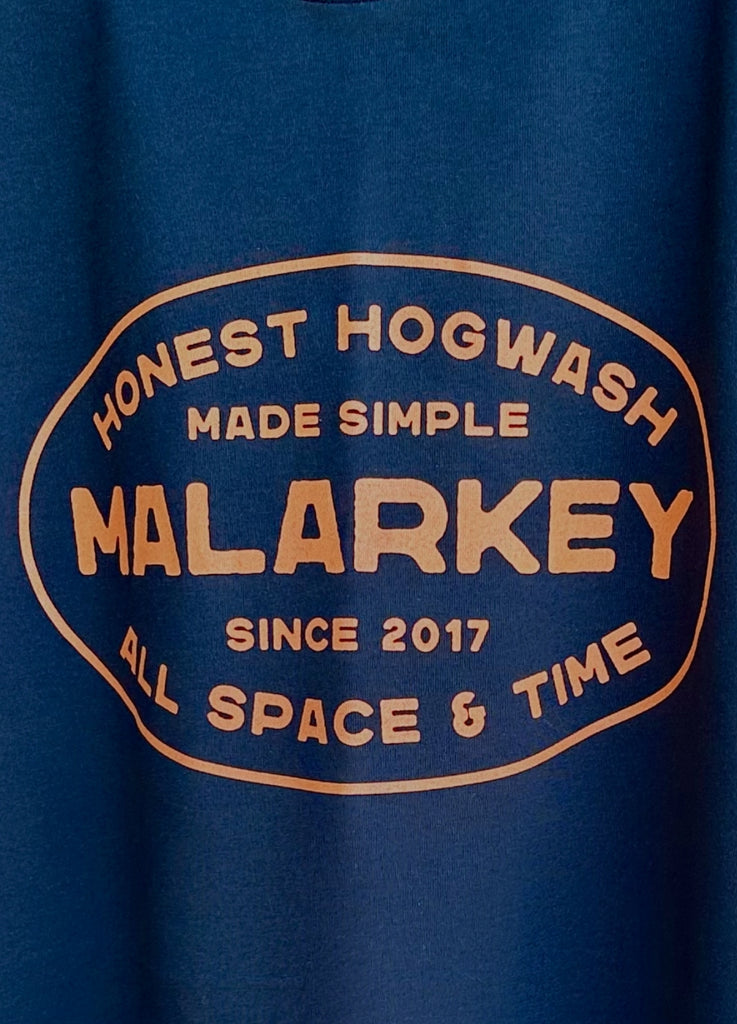 HONEST HOGWASH
MADE SIMPLE
MALARKEY
SINCE 2017
ALL SPACE & TIME